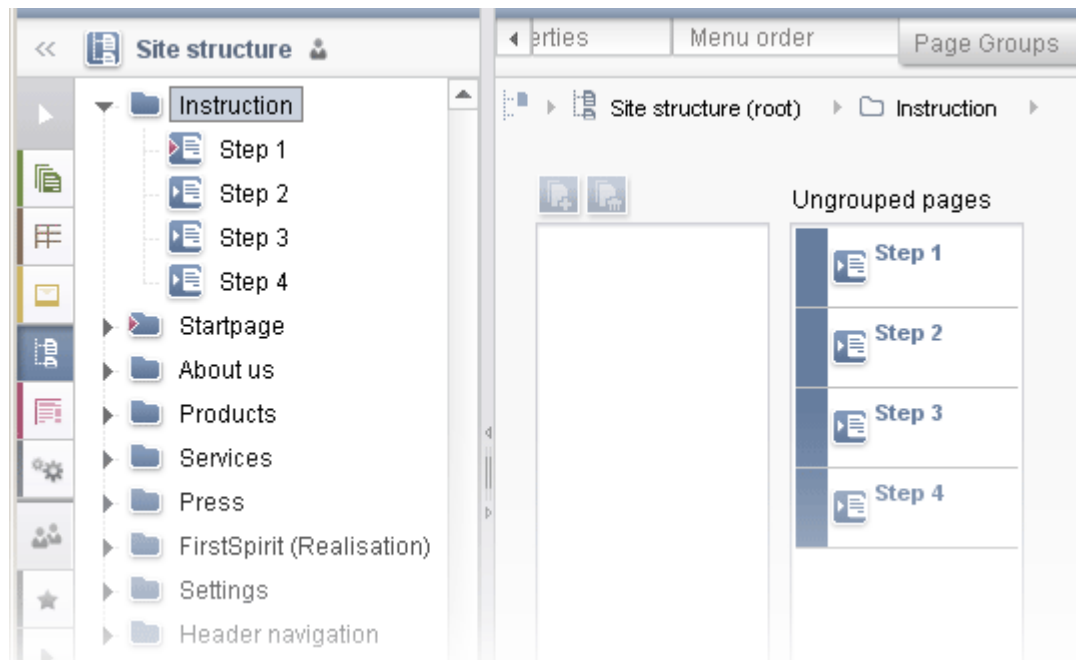 Site structure
Instruction
Step 1
Step 2
Step 3
Step 4
Startpage
About us
Products
Services
Press
FirstSpirit (Realisation)
Settings
Header navigation
erties
Menu order
Page Groups
Site structure (root)
Instruction
Ungrouped pages
Step 1
Step 2
Step 3
Step 4